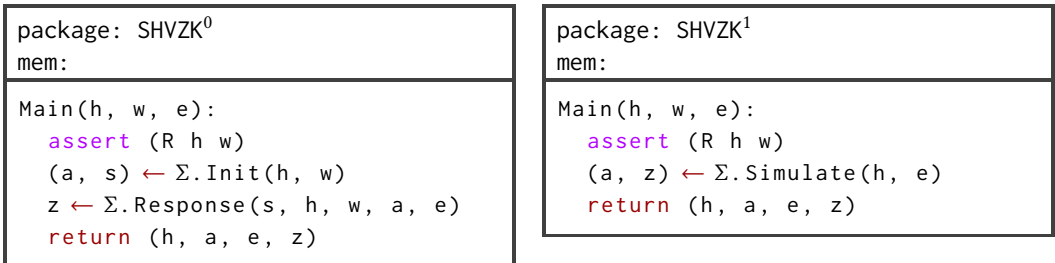 package: SHVZK⁰
mem:
Main(h, w, e):
  assert (R h w)
  (a, s) ← Σ.Init(h, w)
  z ← Σ.Response(s, h, w, a, e)
  return (h, a, e, z)
package: SHVZK¹
mem:
Main(h, w, e):
  assert (R h w)
  (a, z) ← Σ.Simulate(h, e)
  return (h, a, e, z)